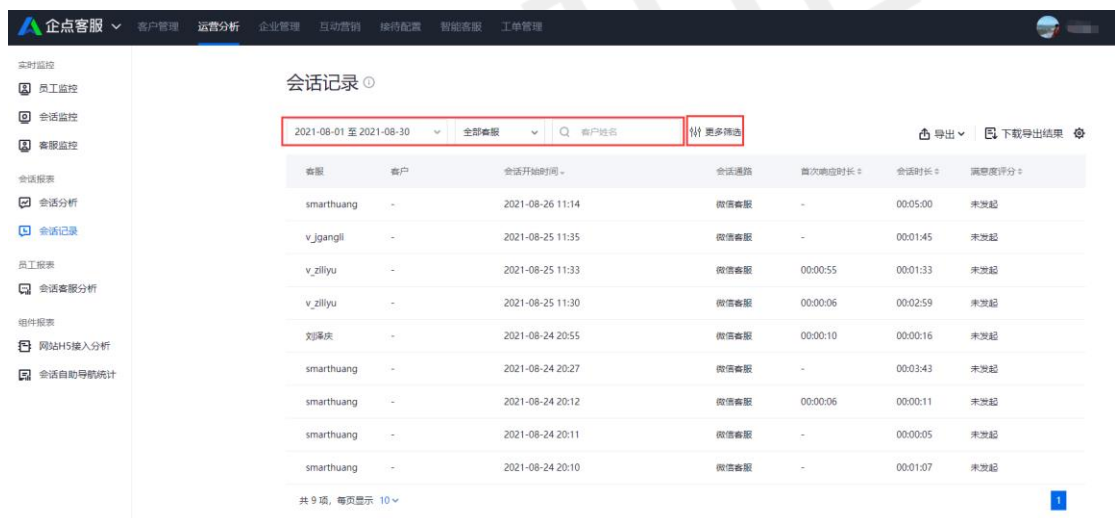 企点客服 客户管理 运营分析 企业管理 互动营销 接待配置 智能客服 工单管理
实时监控
员工监控
会话监控
客服监控
会话报表
会话分析
会话记录
员工报表
会话客服分析
组件报表
网站H5接入分析
会话自助导航统计
会话记录
2021-08-01 至 2021-08-30 全部客服 客户姓名 更多筛选 导出 下载导出结果
客服 客户 会话开始时间 会话通路 首次响应时长 会话时长 满意度评分
smarthuang - 2021-08-26 11:14 微信客服 - 00:05:00 未发起
v_jgangli - 2021-08-25 11:35 微信客服 - 00:01:45 未发起
v_ziliyu - 2021-08-25 11:33 微信客服 00:00:55 00:01:33 未发起
v_ziliyu - 2021-08-25 11:30 微信客服 00:00:06 00:02:59 未发起
刘泽庆 - 2021-08-24 20:55 微信客服 00:00:10 00:00:16 未发起
smarthuang - 2021-08-24 20:27 微信客服 - 00:03:43 未发起
smarthuang - 2021-08-24 20:12 微信客服 00:00:06 00:00:11 未发起
smarthuang - 2021-08-24 20:11 微信客服 - 00:00:05 未发起
smarthuang - 2021-08-24 20:10 微信客服 - 00:01:07 未发起
共 9 项，每页显示 10 1